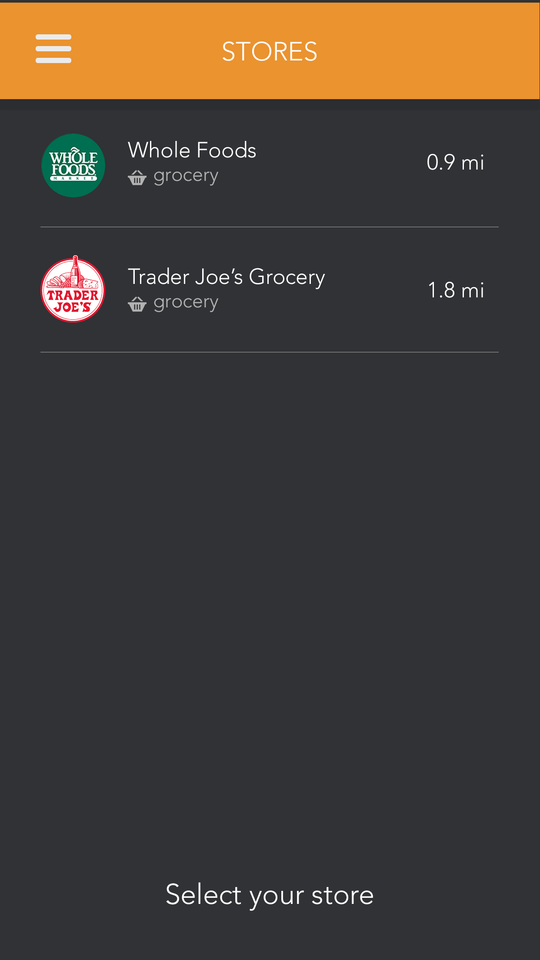 STORES
WHOLE
FOODS
MARKET
Whole Foods
grocery
0.9 mi
TRADER
JOE'S
Trader Joe’s Grocery
grocery
1.8 mi
Select your store